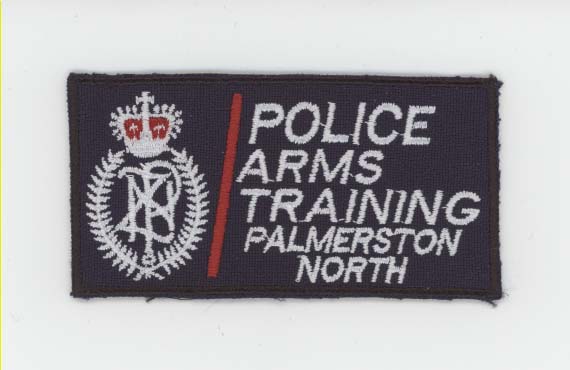 POLICE
ARMS
TRAINING
PALMERSTON
NORTH